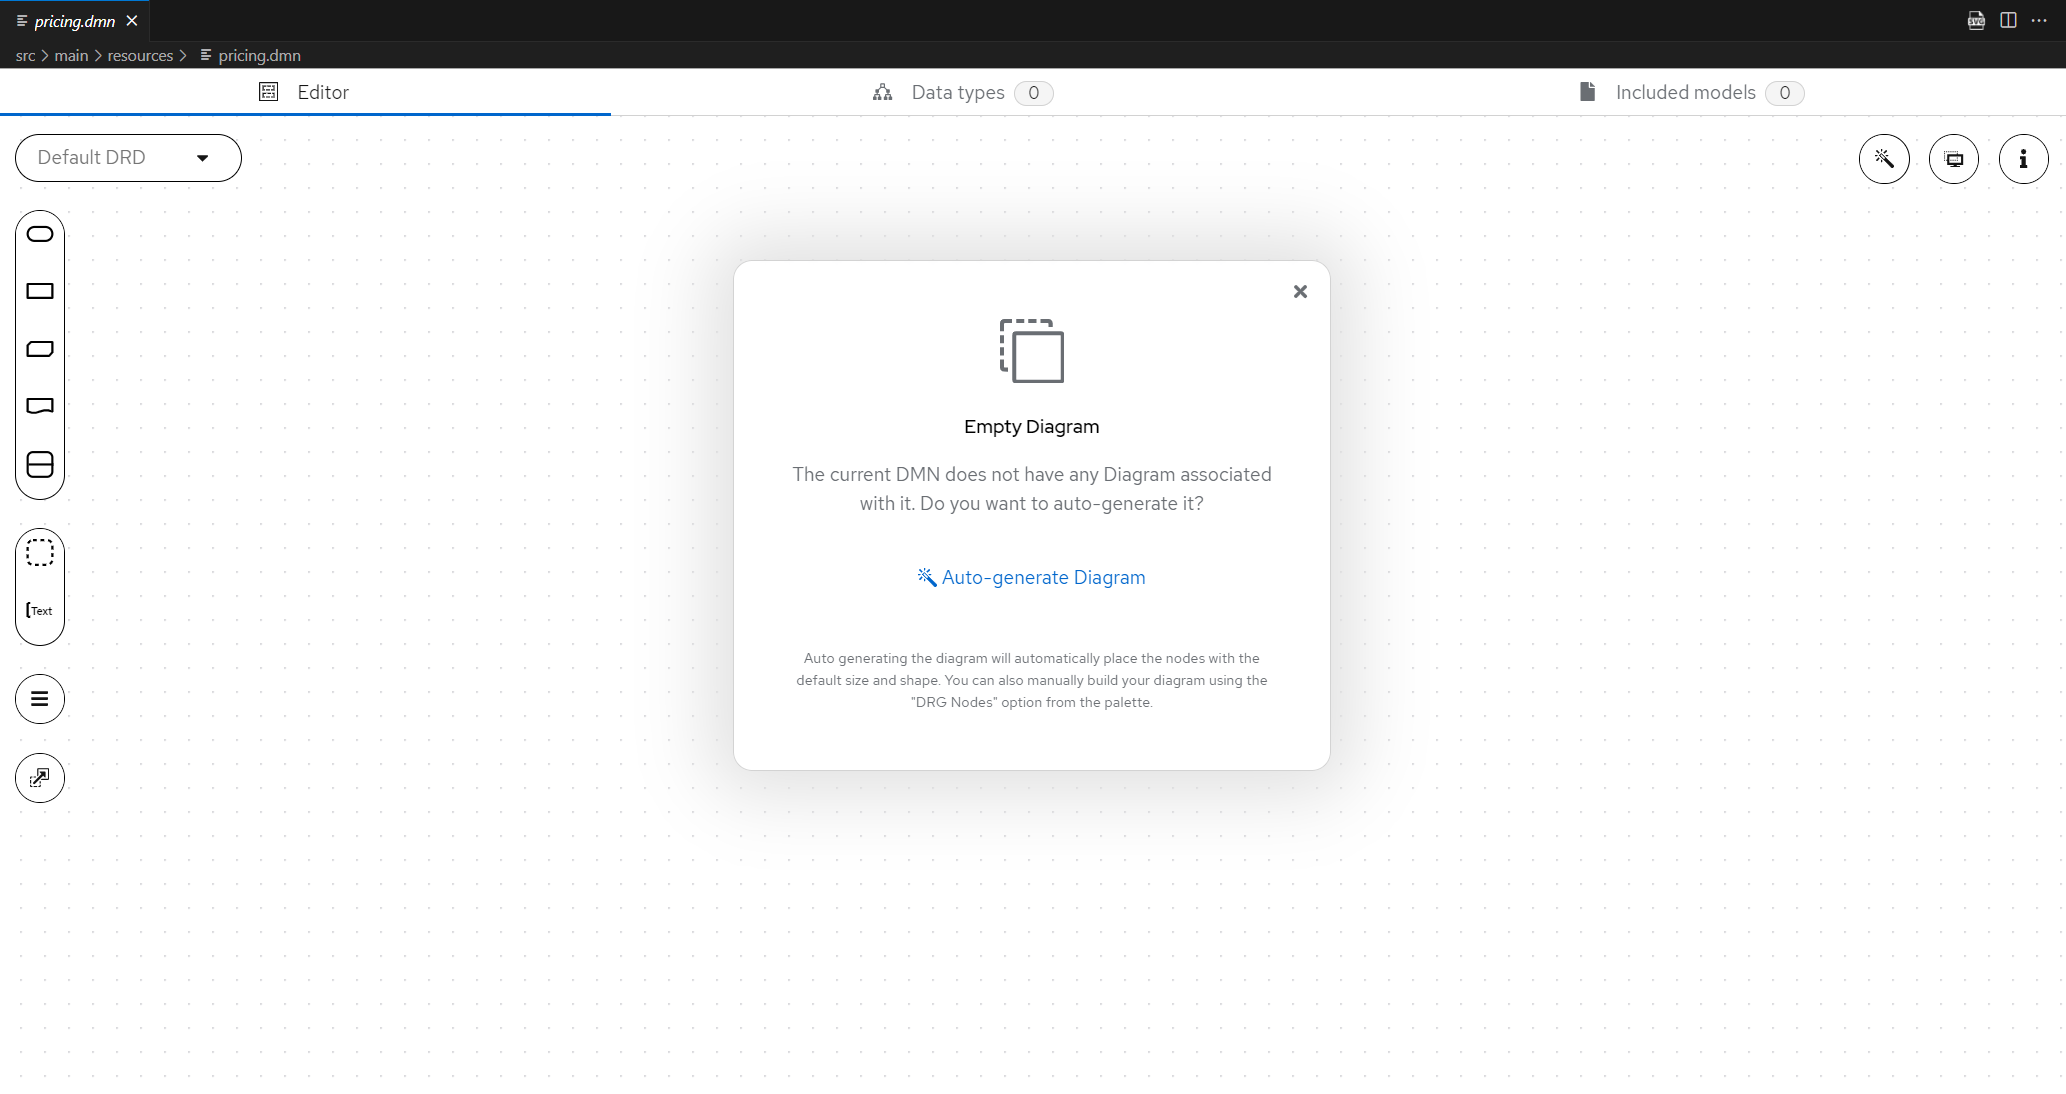 pricing.dmn
SVG
src > main > resources > pricing.dmn
Editor
Data types 0
Included models 0
Default DRD
Text
Empty Diagram
The current DMN does not have any Diagram associated
with it. Do you want to auto-generate it?
Auto-generate Diagram
Auto generating the diagram will automatically place the nodes with the
default size and shape. You can also manually build your diagram using the
"DRG Nodes" option from the palette.